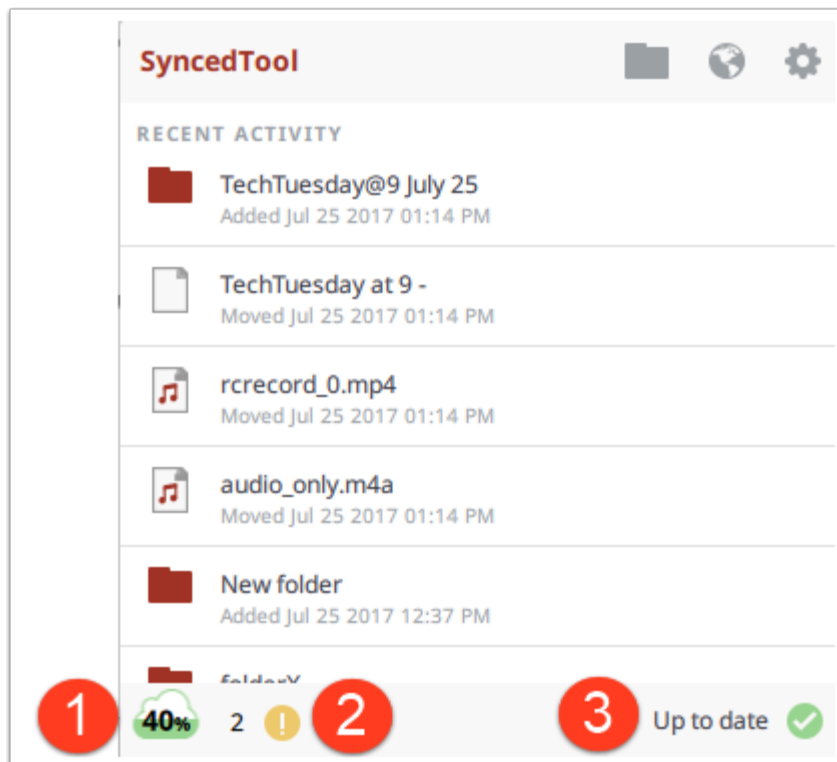 SyncedTool
RECENT ACTIVITY
TechTuesday@9 July 25
Added Jul 25 2017 01:14 PM
TechTuesday at 9 -
Moved Jul 25 2017 01:14 PM
rcrecord_0.mp4
Moved Jul 25 2017 01:14 PM
audio_only.m4a
Moved Jul 25 2017 01:14 PM
New folder
Added Jul 25 2017 12:37 PM
folderX
1 40% 2 ! 2 3 Up to date